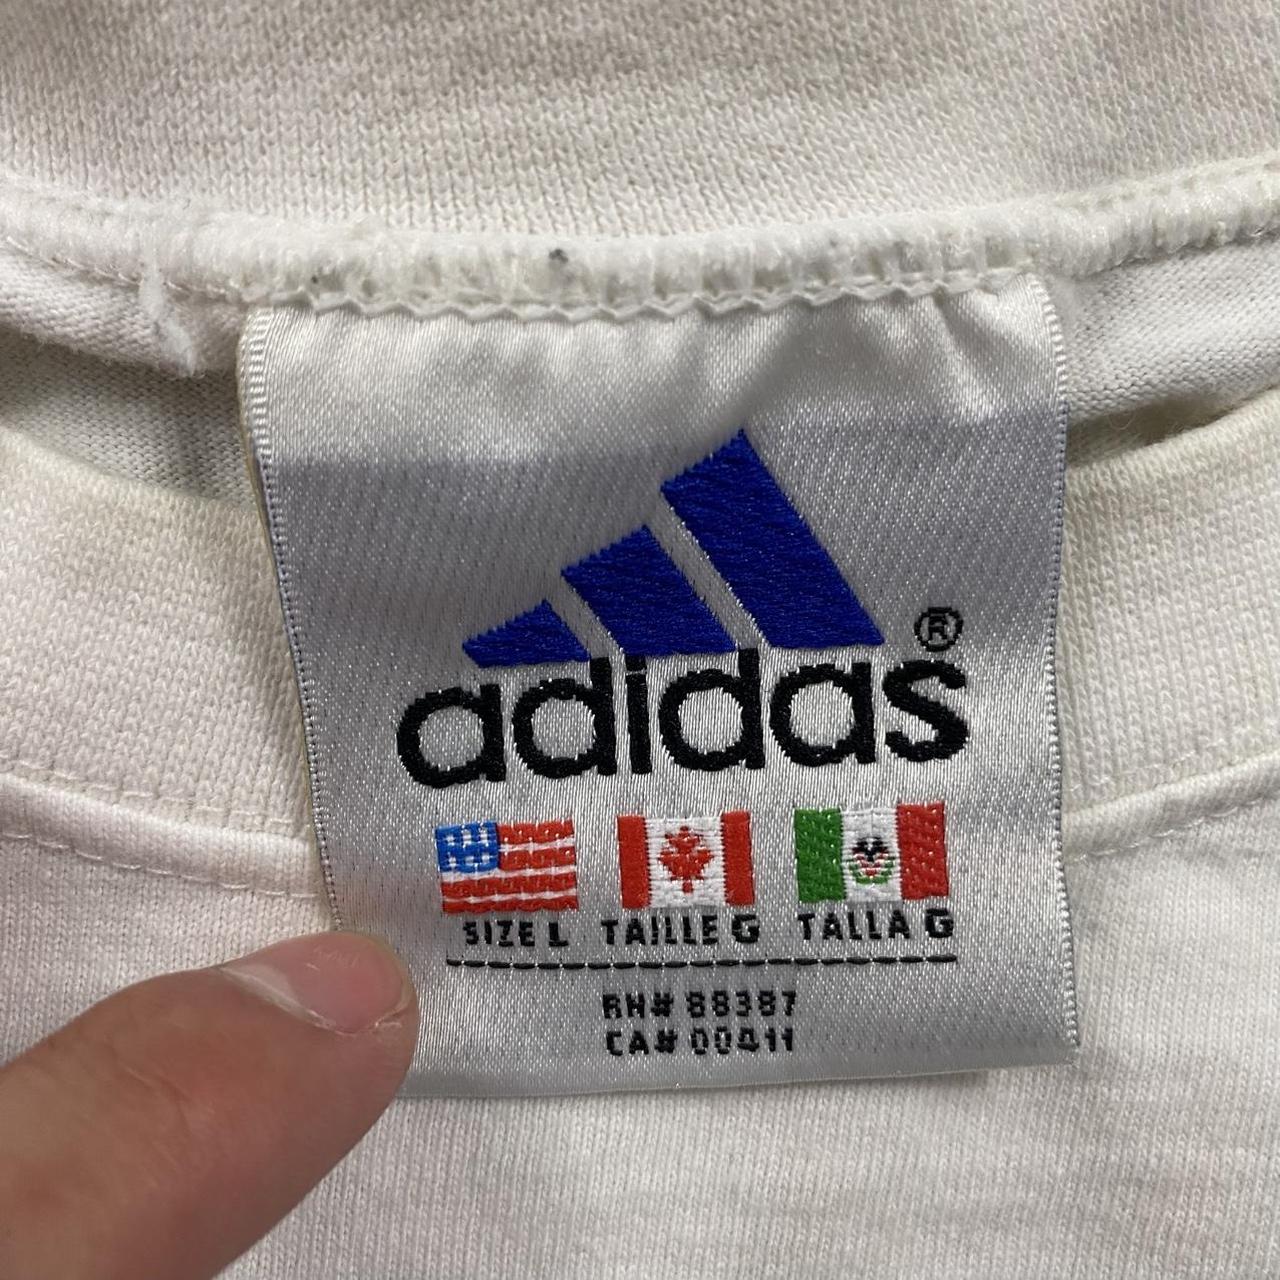 ®
adidas
SIZE L TAILLE G TALLA G
RN# 88387
CA# 00411